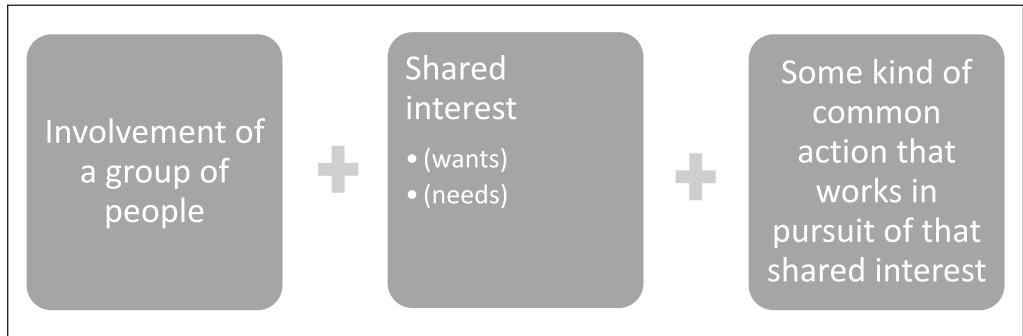 Involvement of
a group of
people
Shared
interest
• (wants)
• (needs)
Some kind of
common
action that
works in
pursuit of that
shared interest